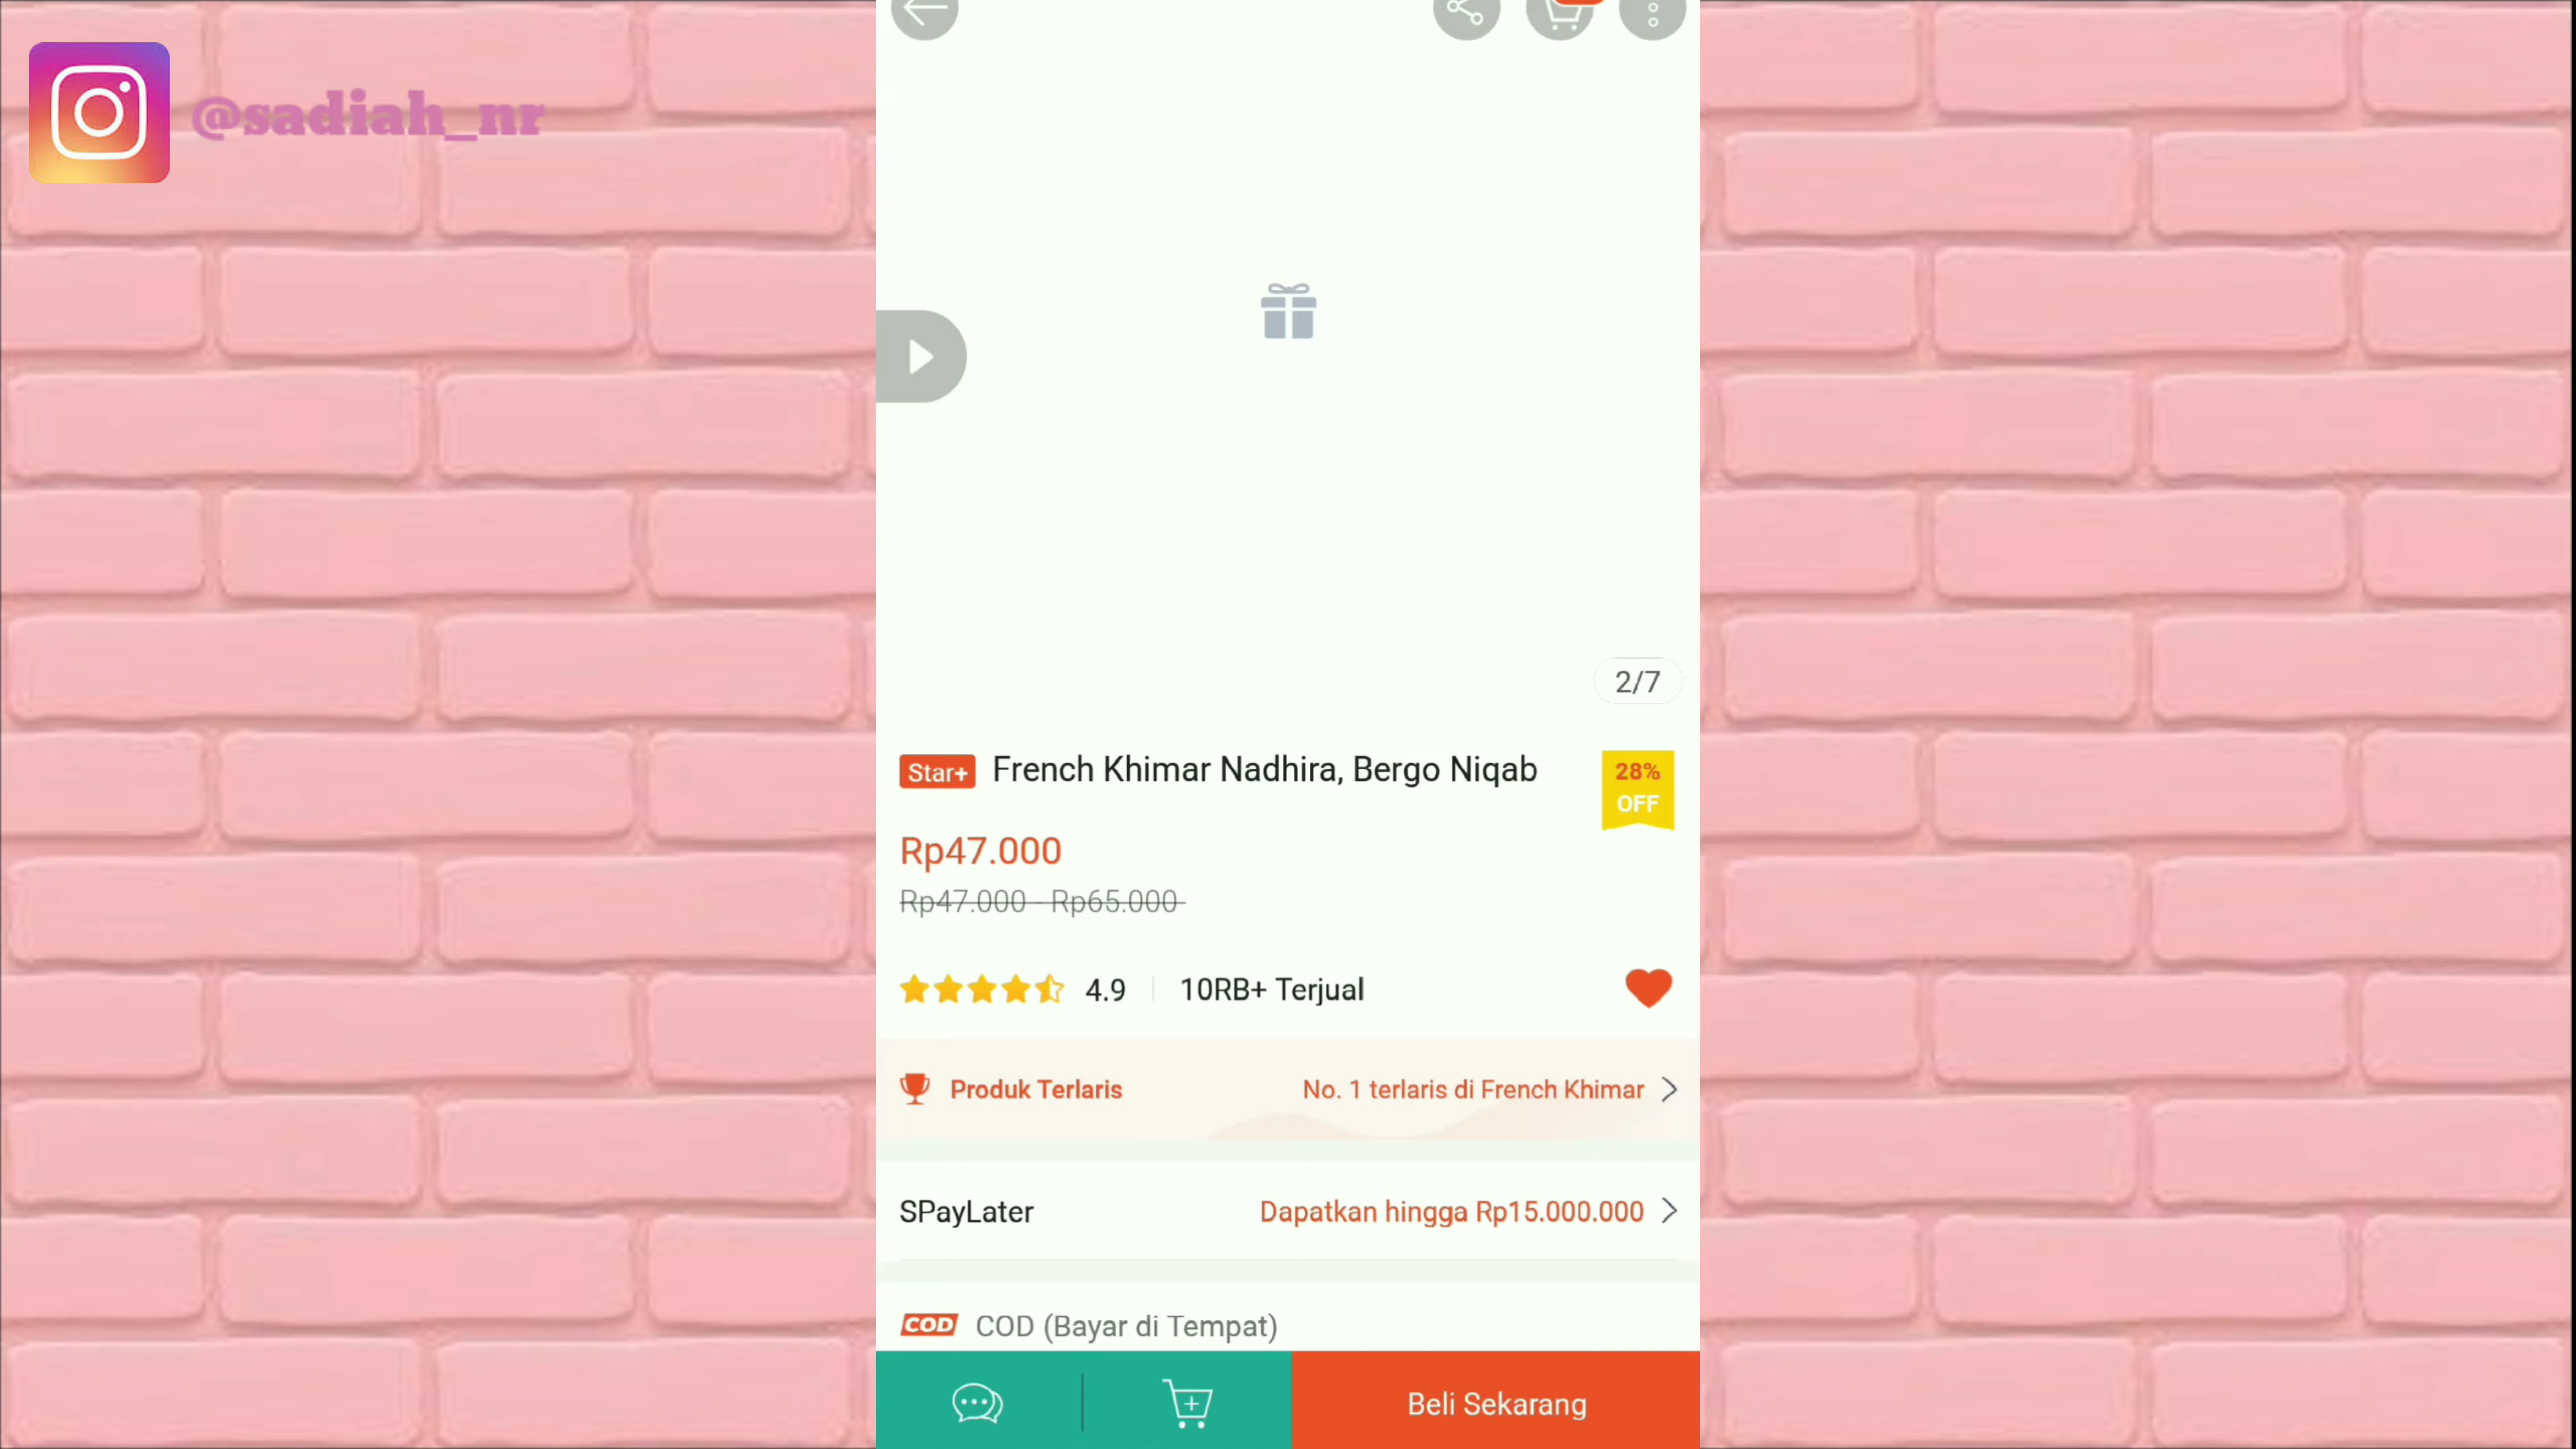 @sadiah_nr
2/7
Star+ French Khimar Nadhira, Bergo Niqab
28%
OFF
Rp47.000
Rp47.000 - Rp65.000
4.9 10RB+ Terjual
Produk Terlaris No. 1 terlaris di French Khimar
SPayLater Dapatkan hingga Rp15.000.000
COD COD (Bayar di Tempat)
Beli Sekarang